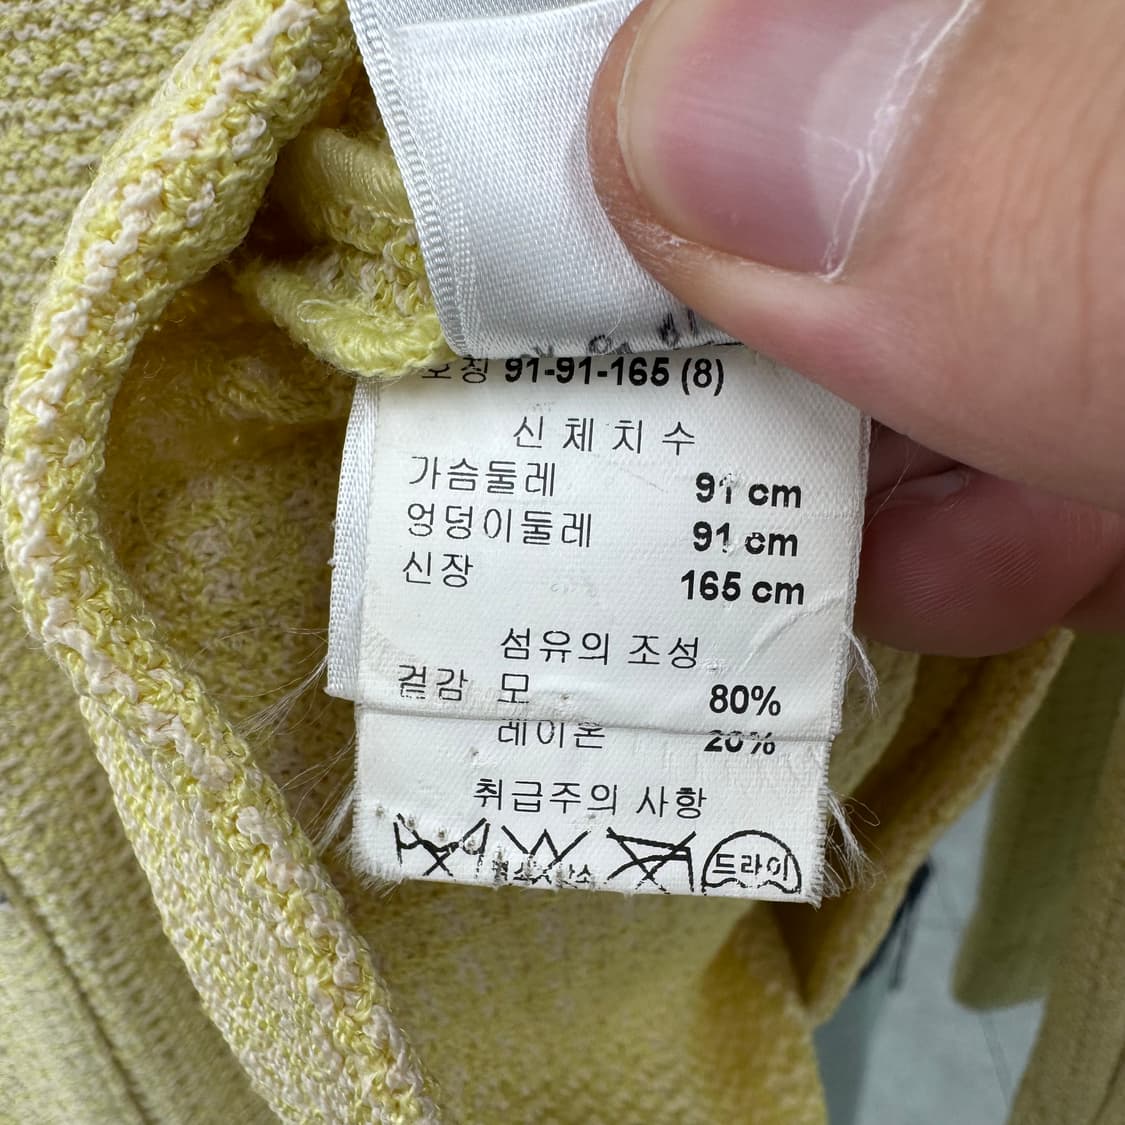 호칭 91-91-165 (8)
신체치수
가슴둘레 91 cm
엉덩이둘레 91 cm
신장 165 cm
섬유의 조성
겉감 모 80%
레이온 20%
취급주의 사항
드라이